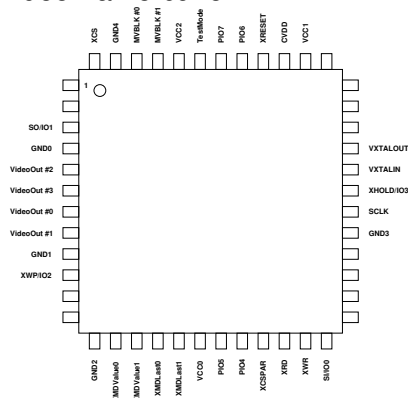 XCS
GND4
MVBLK #0
MVBLK #1
VCC2
TestMode
PIO7
PIO6
XRESET
CVDD
VCC1
1
SO/IO1
GND0
VideoOut #2
VideoOut #3
VideoOut #0
VideoOut #1
GND1
XWP/IO2
VXTALOUT
VXTALIN
XHOLD/IO3
SCLK
GND3
GND2
MDValue0
MDValue1
XMDLast0
XMDLast1
VCC0
PIO5
PIO4
XCSPAR
XRD
XWR
SI/IO0